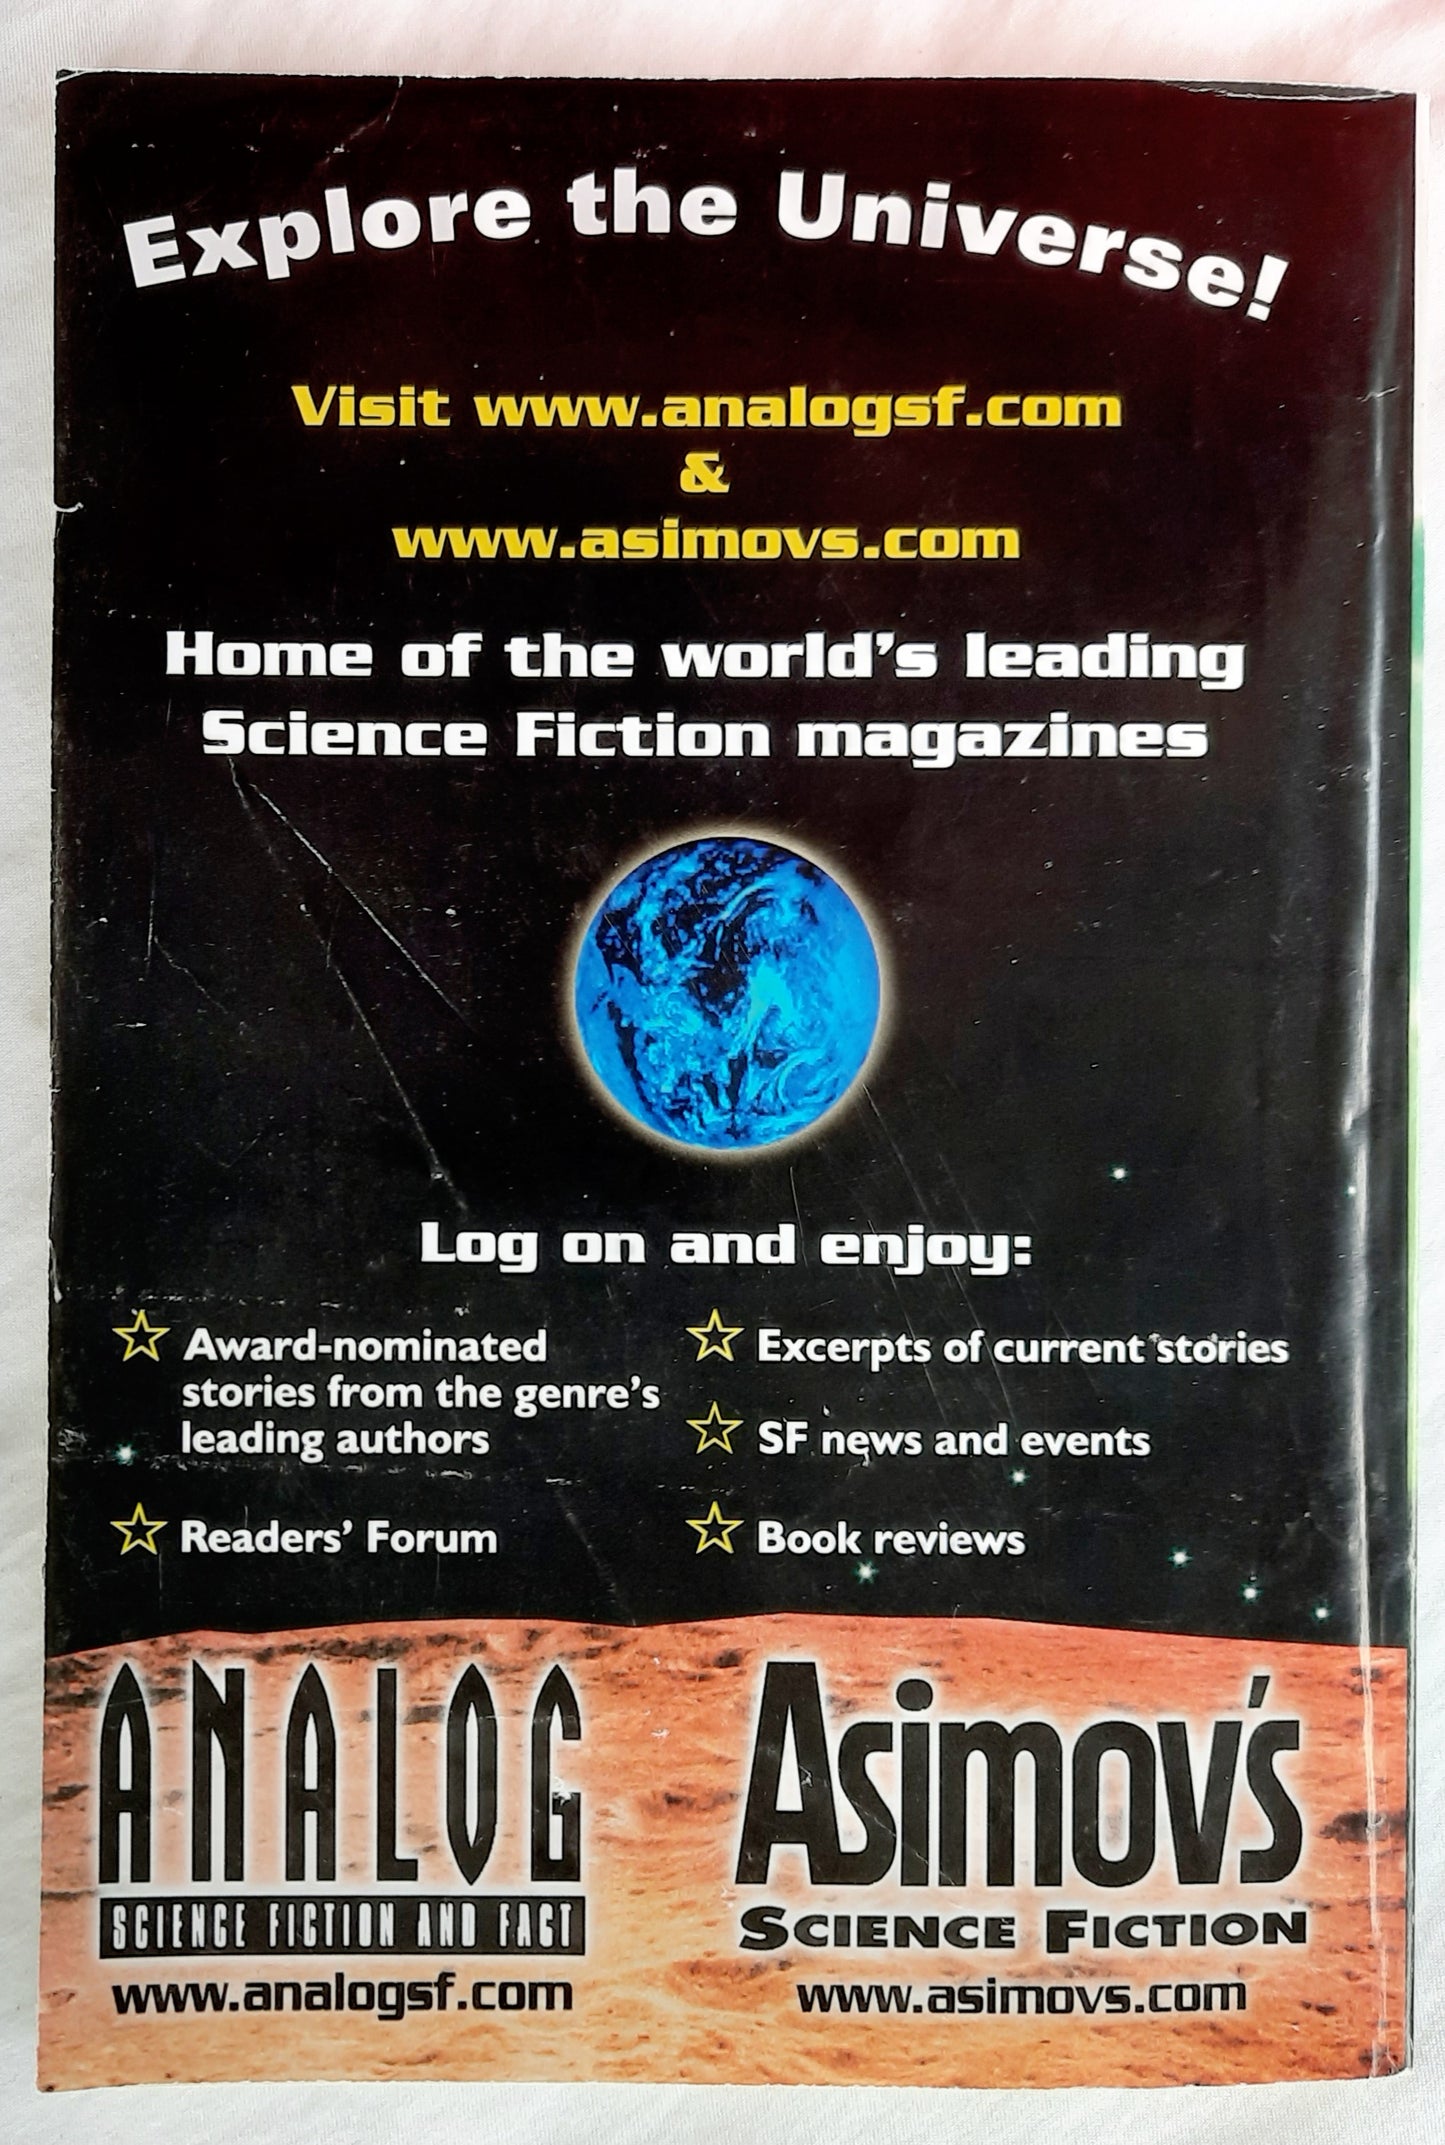 Explore the Universe!
Visit www.analogsf.com
&
www.asimovs.com
Home of the world's leading
Science Fiction magazines
Log on and enjoy:
Award-nominated
stories from the genre's
leading authors
Readers' Forum
Excerpts of current stories
SF news and events
Book reviews
ANALOG
SCIENCE FICTION AND FACT
www.analogsf.com
Asimov's
SCIENCE FICTION
www.asimovs.com